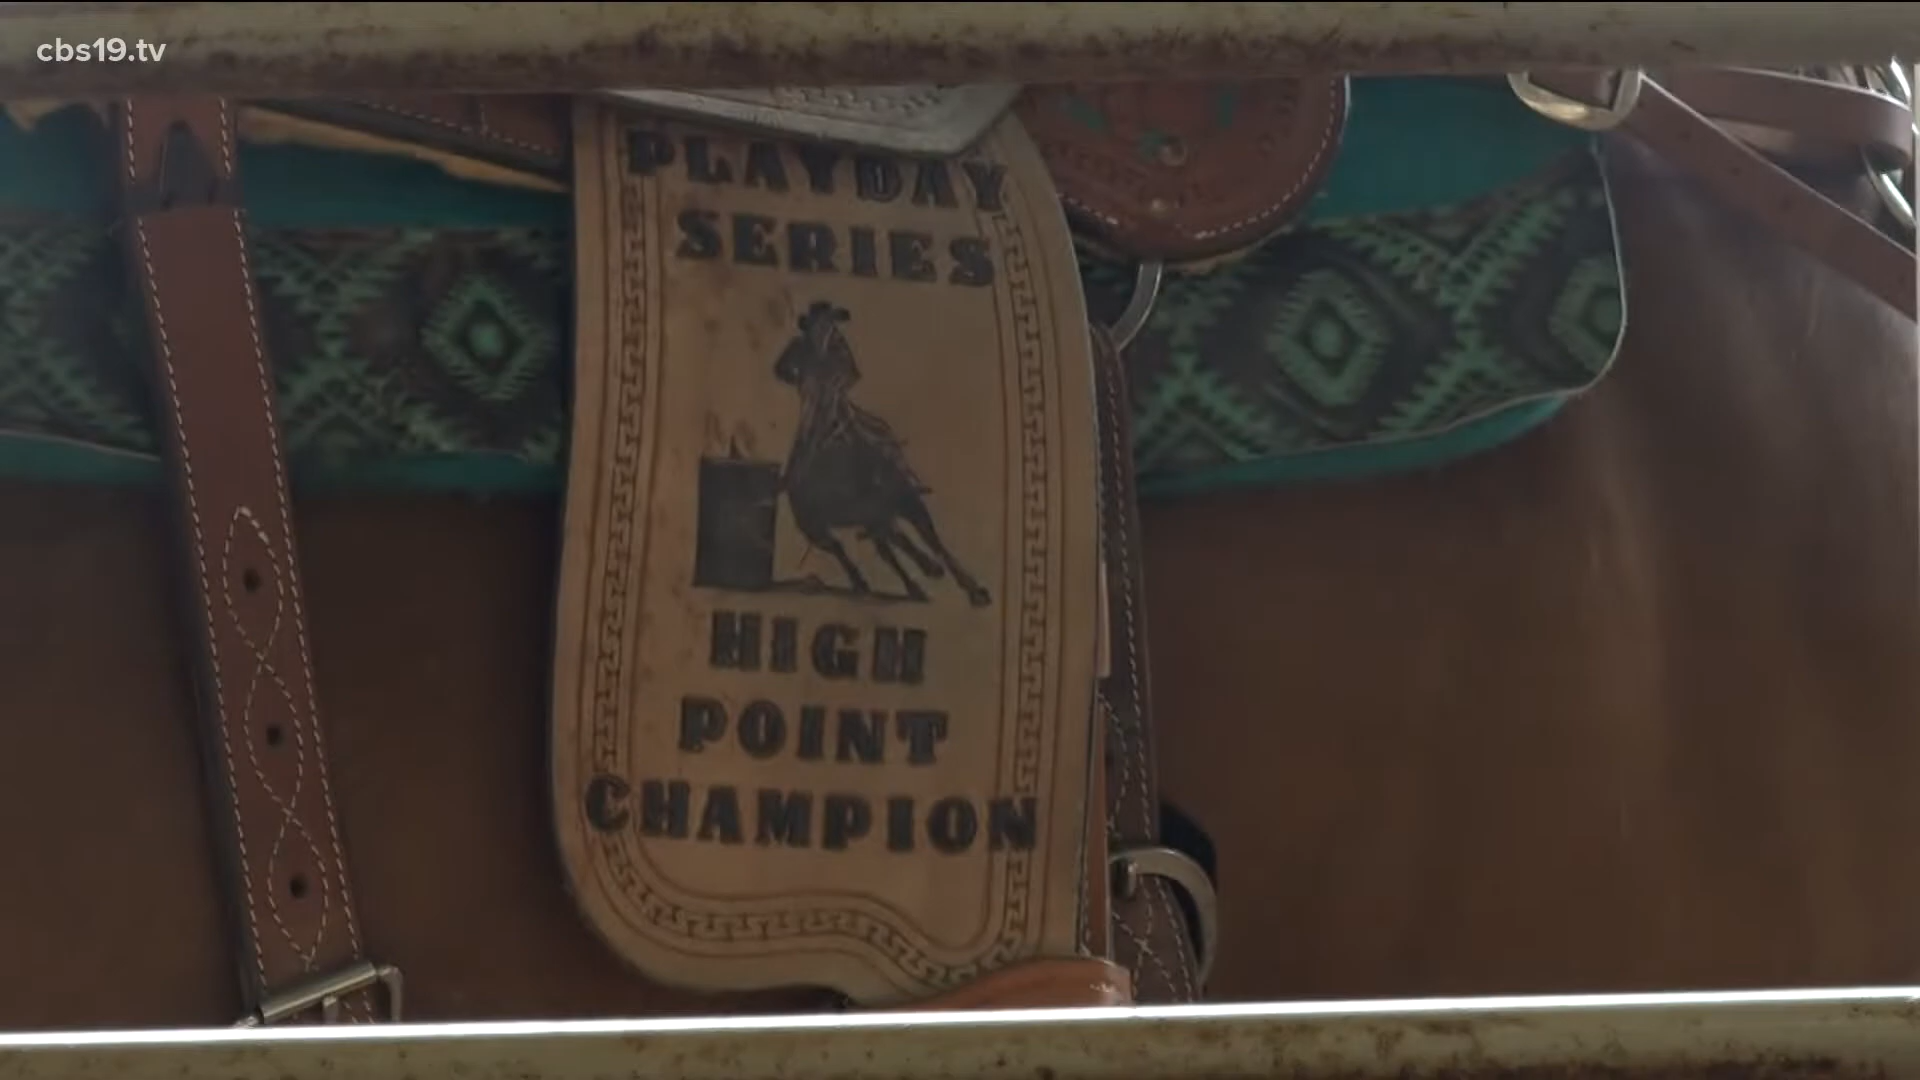 cbs19.tv
PLAYDAY
SERIES
HIGH
POINT
CHAMPION